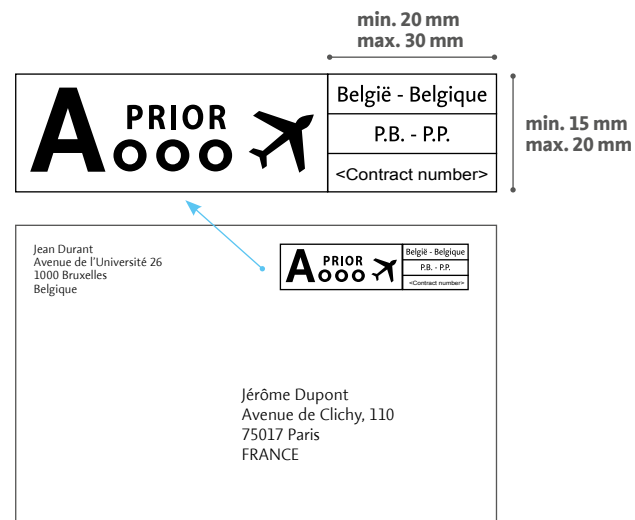 min. 20 mm
max. 30 mm
A PRIOR
België - Belgique
P.B. - P.P.
<Contract number>
min. 15 mm
max. 20 mm
Jean Durant
Avenue de l'Université 26
1000 Bruxelles
Belgique
A PRIOR
België - Belgique
P.B. - P.P.
<Contract number>
Jérôme Dupont
Avenue de Clichy, 110
75017 Paris
FRANCE